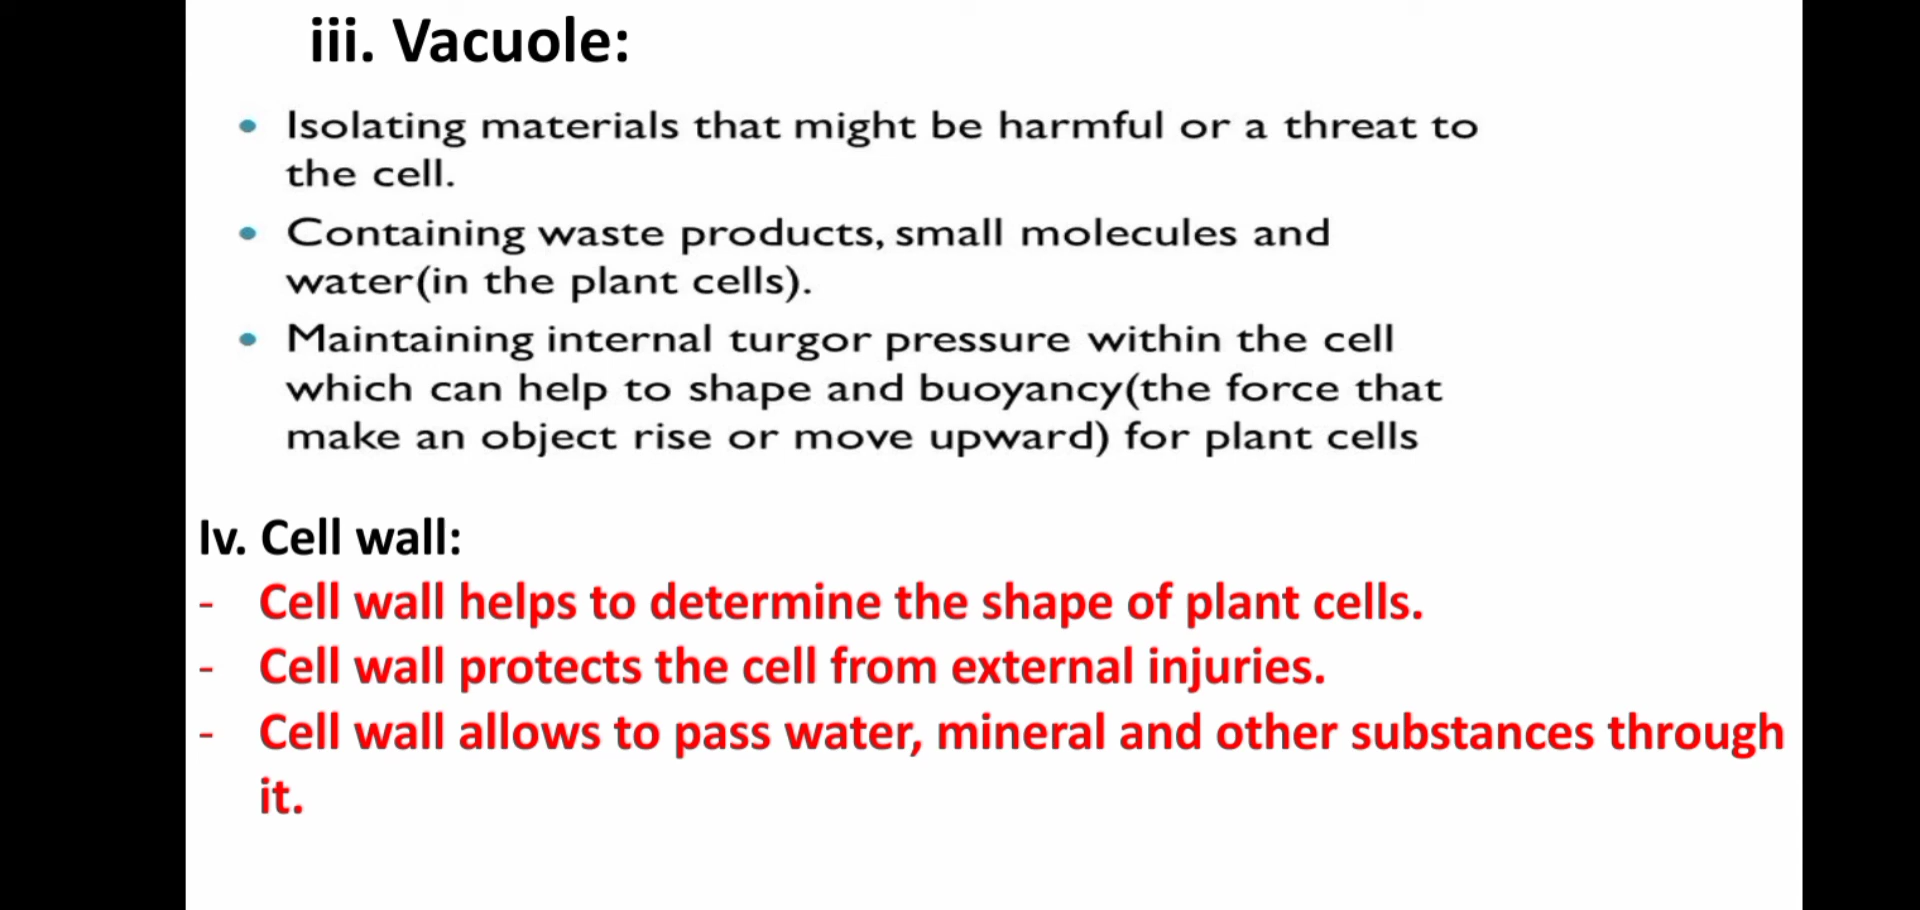 iii. Vacuole:
• Isolating materials that might be harmful or a threat to
the cell.
• Containing waste products, small molecules and
water(in the plant cells).
• Maintaining internal turgor pressure within the cell
which can help to shape and buoyancy(the force that
make an object rise or move upward) for plant cells
Iv. Cell wall:
- Cell wall helps to determine the shape of plant cells.
- Cell wall protects the cell from external injuries.
- Cell wall allows to pass water, mineral and other substances through
it.